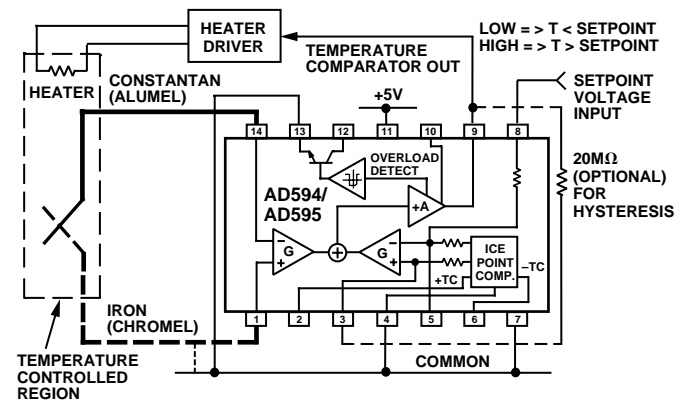 HEATER
DRIVER
LOW = > T < SETPOINT
HIGH = > T > SETPOINT
TEMPERATURE
COMPARATOR OUT
HEATER
CONSTANTAN
(ALUMEL)
+5V
SETPOINT
VOLTAGE
INPUT
14
13
12
11
10
9
8
20MΩ
(OPTIONAL)
FOR
HYSTERESIS
OVERLOAD
DETECT
AD594/
AD595
+A
–
G
+
+
–
G
+
ICE
POINT
COMP.
–TC
+TC
IRON
(CHROMEL)
1
2
3
4
5
6
7
TEMPERATURE
CONTROLLED
REGION
COMMON